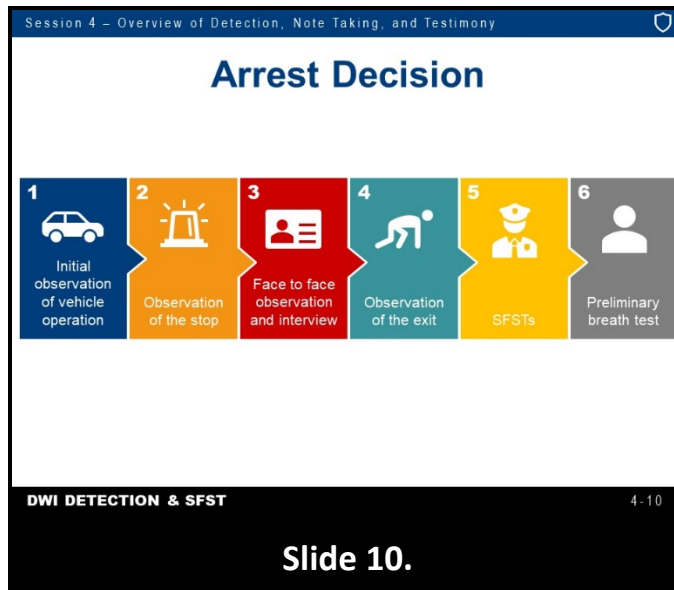 Session 4 – Overview of Detection, Note Taking, and Testimony
Arrest Decision
1
Initial
observation
of vehicle
operation
2
Observation
of the stop
3
Face to face
observation
and interview
4
Observation
of the exit
5
SFSTs
6
Preliminary
breath test
DWI DETECTION & SFST
4-10
Slide 10.